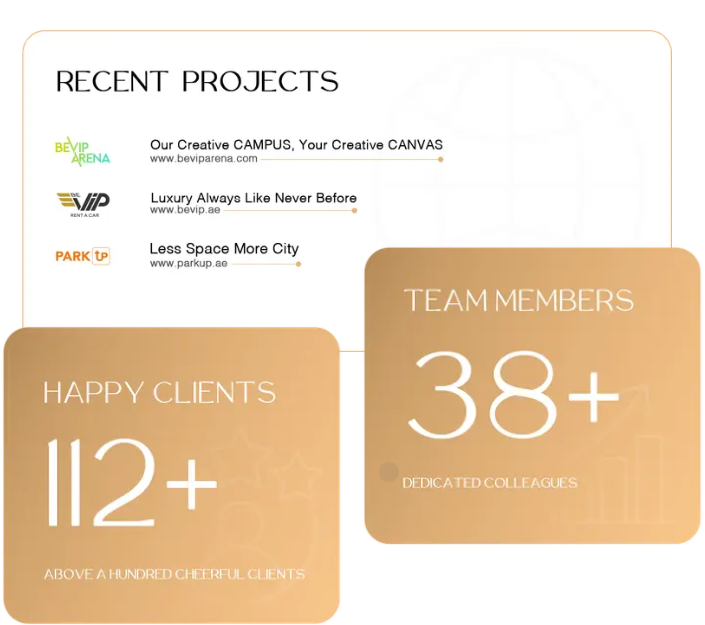 RECENT PROJECTS
BEVIP
ARENA
Our Creative CAMPUS, Your Creative CANVAS
www.beviparena.com
VIP
RENT A CAR
Luxury Always Like Never Before
www.bevip.ae
PARK UP
Less Space More City
www.parkup.ae
TEAM MEMBERS
38+
DEDICATED COLLEAGUES
HAPPY CLIENTS
112+
ABOVE A HUNDRED CHEERFUL CLIENTS